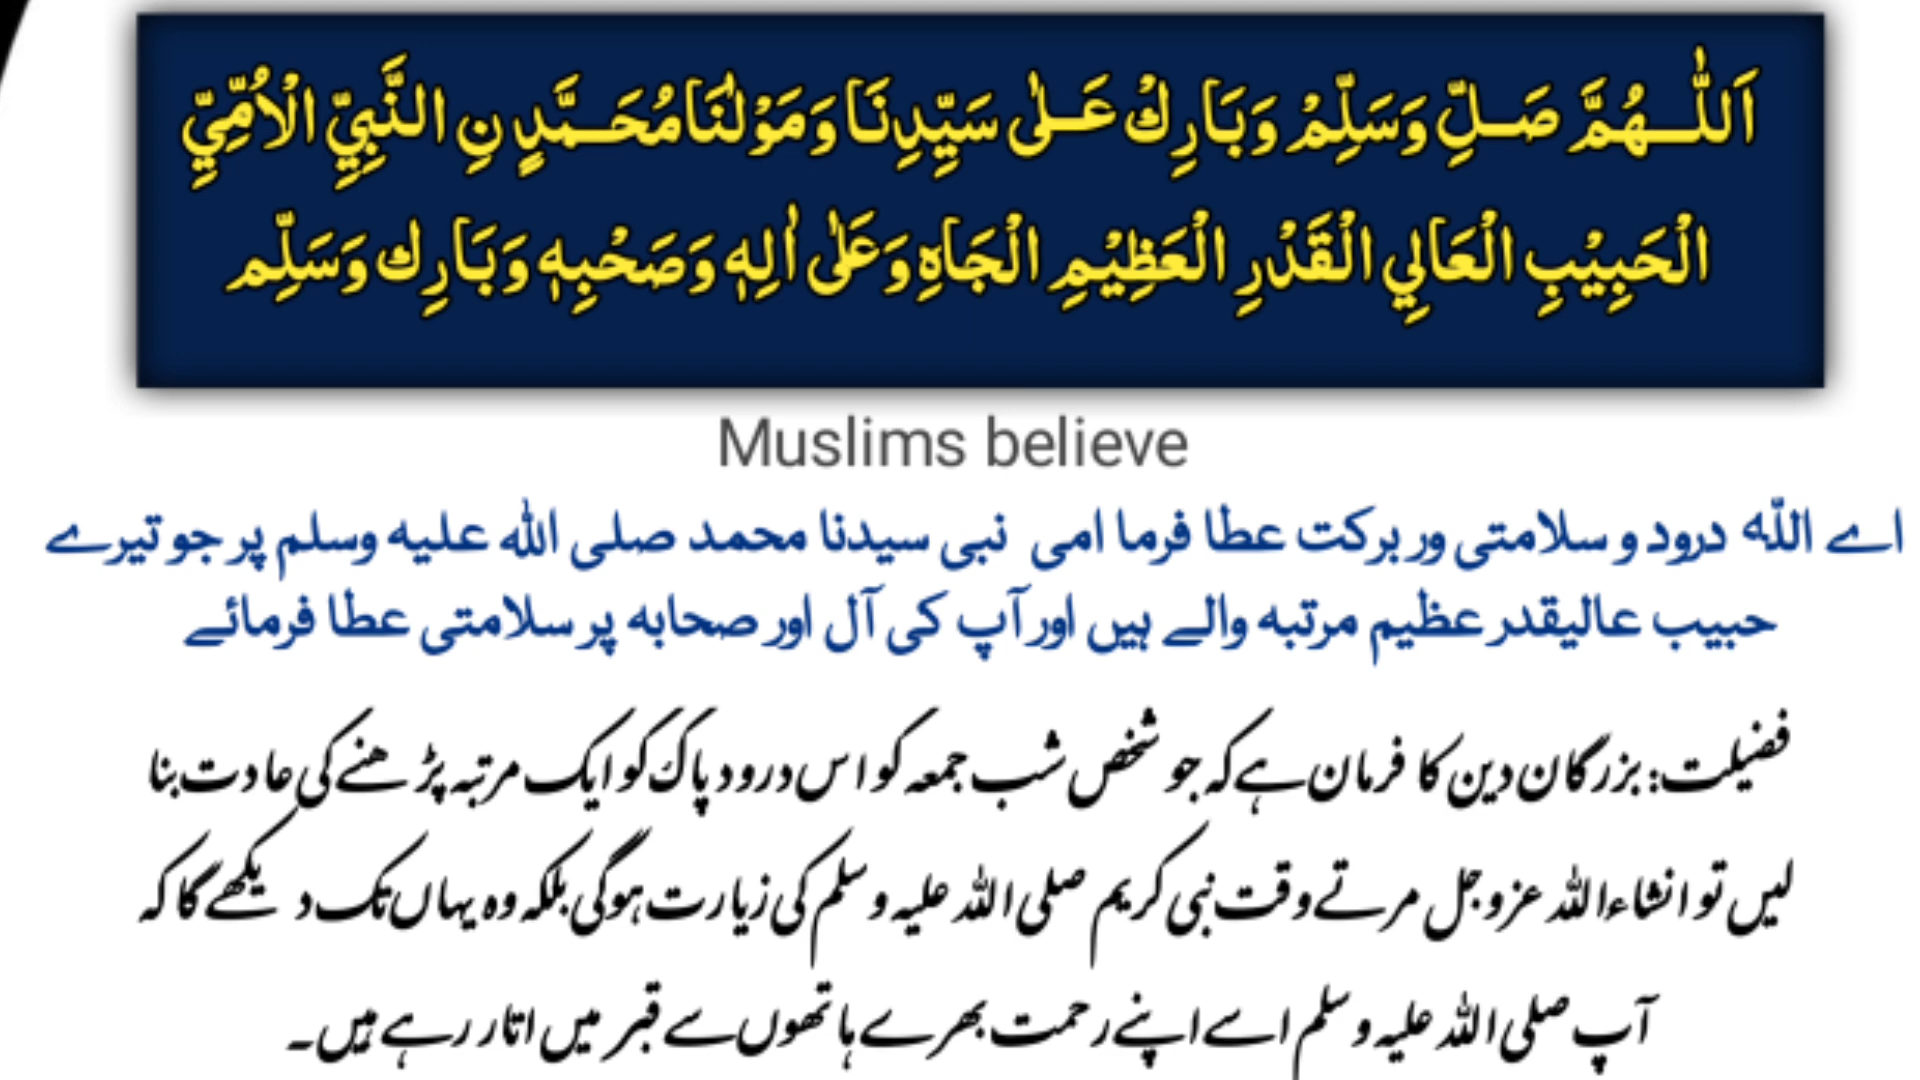 اَللّٰهُمَّ صَلِّ وَسَلِّمْ وَبَارِكْ عَلٰى سَيِّدِنَا وَمَوْلٰنَا مُحَمَّدٍ نِ النَّبِيِّ الْاُمِّيِّ
الْحَبِيْبِ الْعَالِي الْقَدْرِ الْعَظِيْمِ الْجَاهِ وَعَلٰى اٰلِهٖ وَصَحْبِهٖ وَبَارِك وَسَلِّم
Muslims believe
اے اللّٰه درود و سلامتی ور برکت عطا فرما امی نبی سیدنا محمد صلی اللہ علیہ وسلم پر جو تیرے
حبیب عالیقدر عظیم مرتبہ والے ہیں اور آپ کی آل اور صحابہ پر سلامتی عطا فرمائے
فضیلت: بزرگان دین کا فرمان ہے کہ جو شخص شب جمعہ کو اس درود پاک کو ایک مرتبہ پڑھنے کی عادت بنا
لیں تو انشاءاللہ عزوجل مرتے وقت نبی کریم صلی اللہ علیہ وسلم کی زیارت ہوگی بلکہ وہ یہاں تک دیکھے گا کہ
آپ صلی اللہ علیہ وسلم اسے اپنے رحمت بھرے ہاتھوں سے قبر میں اتار رہے ہیں۔